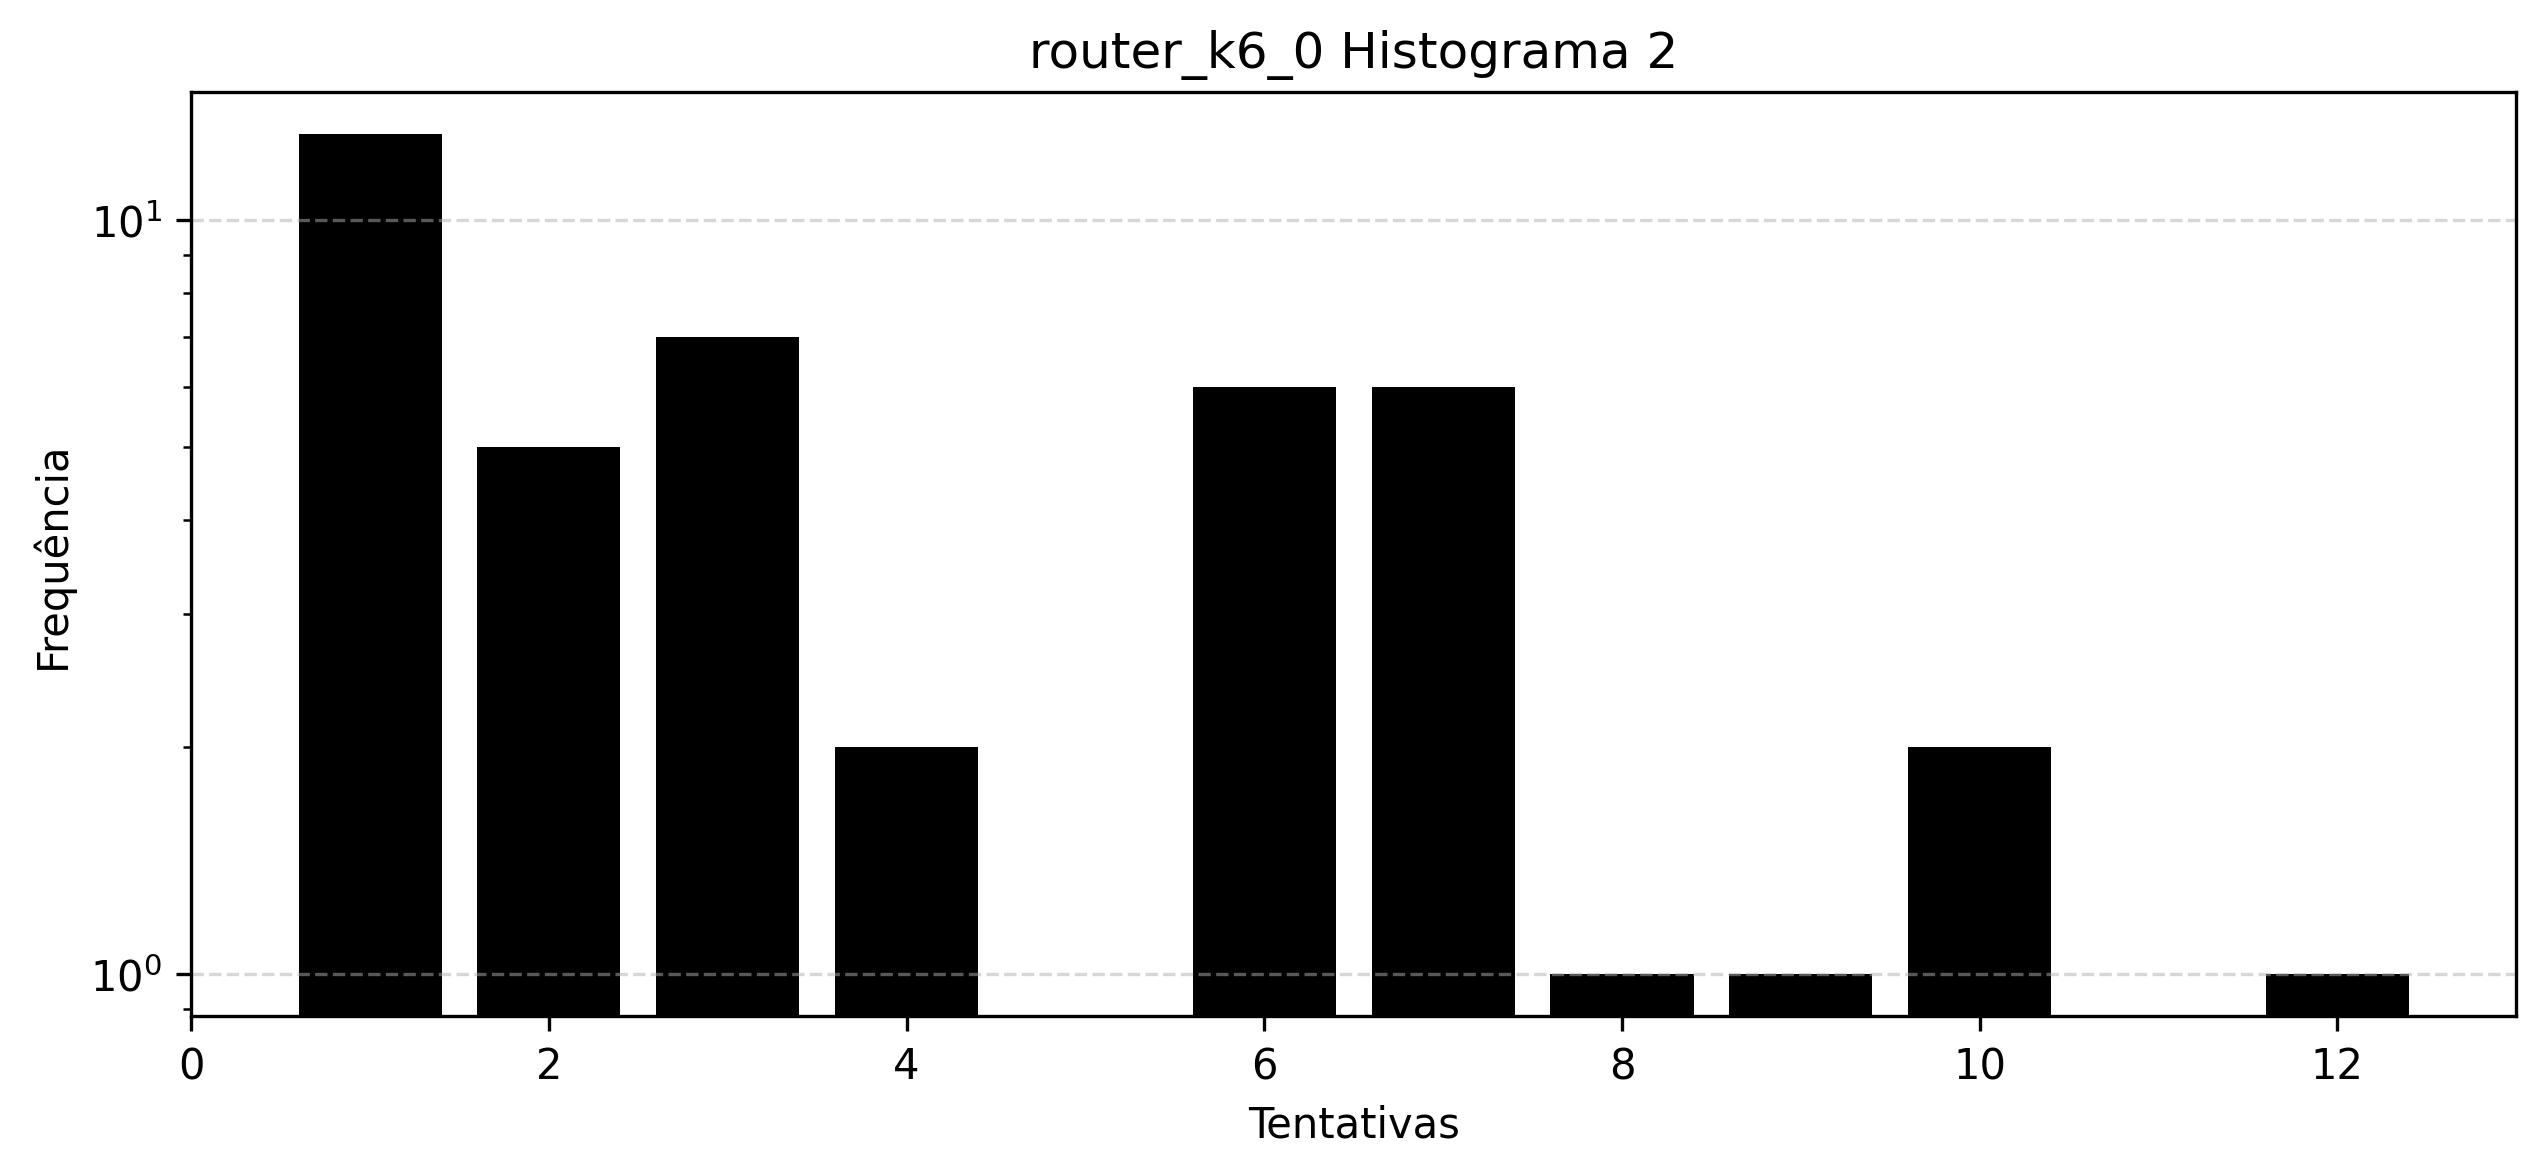 router_k6_0 Histograma 2
Frequência
10¹
10⁰
0 2 4 6 8 10 12
Tentativas